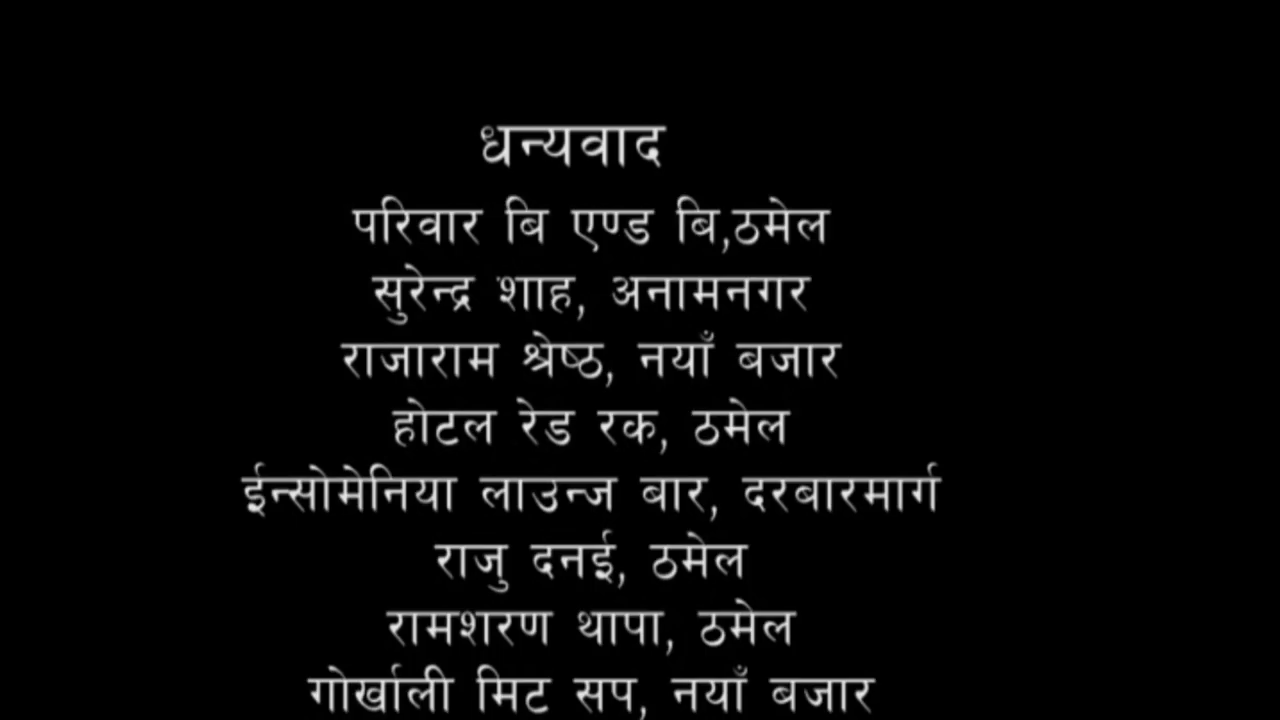 धन्यवाद
परिवार बि एण्ड बि,ठमेल
सुरेन्द्र शाह, अनामनगर
राजाराम श्रेष्ठ, नयाँ बजार
होटल रेड रक, ठमेल
ईन्सोमेनिया लाउन्ज बार, दरबारमार्ग
राजु दनई, ठमेल
रामशरण थापा, ठमेल
गोर्खाली मिट सप, नयाँ बजार